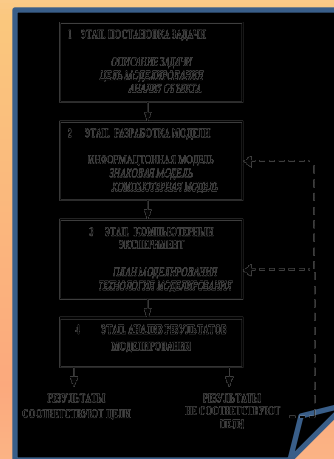 1 ЭТАП. ПОСТАНОВКА ЗАДАЧИ
ОПИСАНИЕ ЗАДАЧИ
ЦЕЛЬ МОДЕЛИРОВАНИЯ
АНАЛИЗ ОБЪЕКТА
2 ЭТАП. РАЗРАБОТКА МОДЕЛИ
ИНФОРМАЦИОННАЯ МОДЕЛЬ
ЗНАКОВАЯ МОДЕЛЬ
КОМПЬЮТЕРНАЯ МОДЕЛЬ
3 ЭТАП. КОМПЬЮТЕРНЫЙ
ЭКСПЕРИМЕНТ
ПЛАН МОДЕЛИРОВАНИЯ
ТЕХНОЛОГИЯ МОДЕЛИРОВАНИЯ
4 ЭТАП. АНАЛИЗ РЕЗУЛЬТАТОВ
МОДЕЛИРОВАНИЯ
РЕЗУЛЬТАТЫ
СООТВЕТСТВУЮТ ЦЕЛИ
РЕЗУЛЬТАТЫ
НЕ СООТВЕТСТВУЮТ
ЦЕЛИ